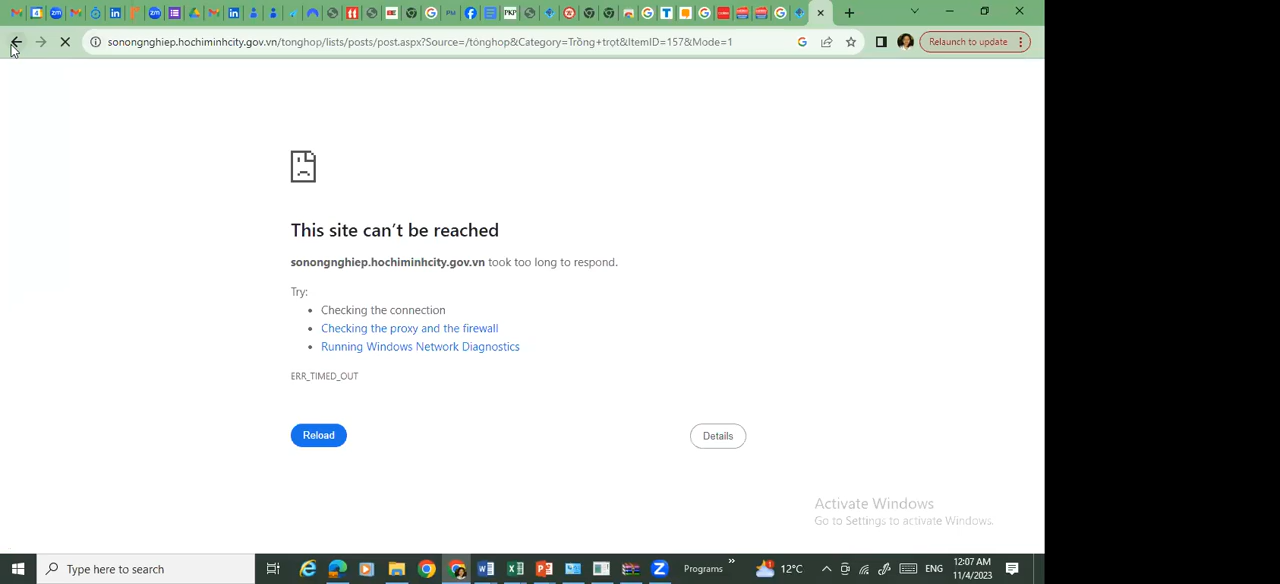 sonongnghiep.hochiminhcity.gov.vn/tonghop/lists/posts/post.aspx?Source=/tonghop&Category=Trồng+trọt&ItemID=157&Mode=1
Relaunch to update
This site can't be reached
sonongnghiep.hochiminhcity.gov.vn took too long to respond.
Try:
• Checking the connection
• Checking the proxy and the firewall
• Running Windows Network Diagnostics
ERR_TIMED_OUT
Reload
Details
Activate Windows
Go to Settings to activate Windows.
Type here to search
Programs
12°C
ENG
12:07 AM
11/4/2023